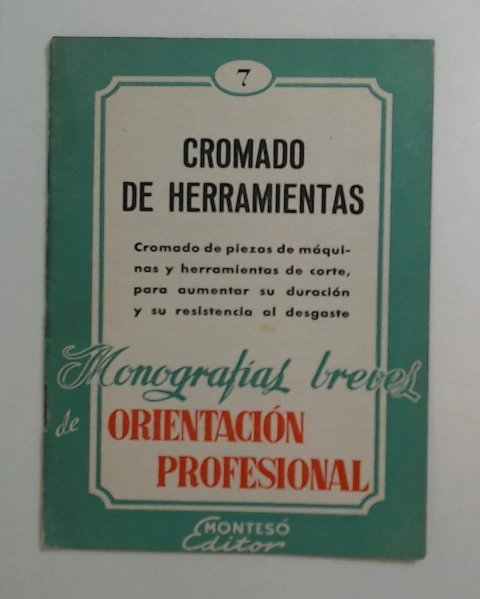 7
CROMADO
DE HERRAMIENTAS
Cromado de piezas de máqui-
nas y herramientas de corte,
para aumentar su duración
y su resistencia al desgaste
Monografías breves
de ORIENTACIÓN
PROFESIONAL
MONTESÓ
Editor